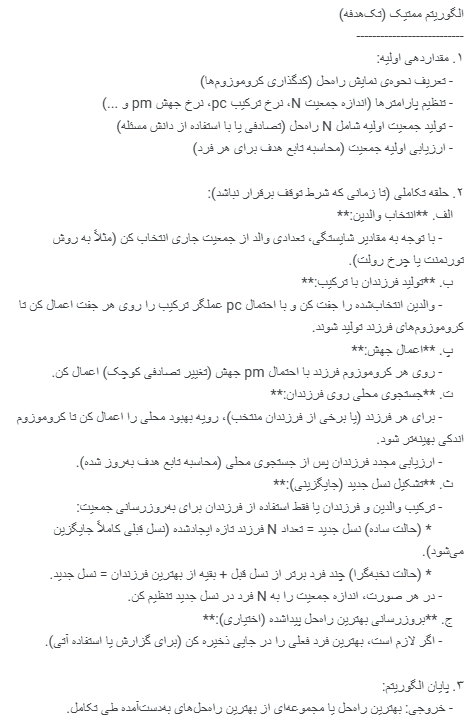 الگوریتم ممتیک (تک‌هدفه)
---------------------------
۱. مقداردهی اولیه:
- تعریف نحوه‌ی نمایش راه‌حل (کدگذاری کروموزوم‌ها)
- تنظیم پارامترها (اندازه جمعیت N، نرخ ترکیب pc، نرخ جهش pm و ...)
- تولید جمعیت اولیه شامل N راه‌حل (تصادفی یا با استفاده از دانش مسئله)
- ارزیابی اولیه جمعیت (محاسبه تابع هدف برای هر فرد)
۲. حلقه تکاملی (تا زمانی که شرط توقف برقرار نباشد):
الف. **انتخاب والدین:**
- با توجه به مقادیر شایستگی، تعدادی والد از جمعیت جاری انتخاب کن (مثلاً به روش
تورنمنت یا چرخ رولت).
ب. **تولید فرزندان با ترکیب:**
- والدین انتخاب‌شده را جفت کن و با احتمال pc عملگر ترکیب را روی هر جفت اعمال کن تا
کروموزوم‌های فرزند تولید شوند.
پ. **اعمال جهش:**
- روی هر کروموزوم فرزند با احتمال pm جهش (تغییر تصادفی کوچک) اعمال کن.
ت. **جستجوی محلی روی فرزندان:**
- برای هر فرزند (یا برخی از فرزندان منتخب)، رویه بهبود محلی را اعمال کن تا کروموزوم
اندکی بهینه‌تر شود.
- ارزیابی مجدد فرزندان پس از جستجوی محلی (محاسبه تابع هدف به‌روز شده).
ث. **تشکیل نسل جدید (جایگزینی):**
- ترکیب والدین و فرزندان یا فقط استفاده از فرزندان برای به‌روزرسانی جمعیت:
* (حالت ساده) نسل جدید = تعداد N فرزند تازه ایجادشده (نسل قبلی کاملاً جایگزین
می‌شود).
* (حالت نخبه‌گرا) چند فرد برتر از نسل قبل + بقیه از بهترین فرزندان = نسل جدید.
- در هر صورت، اندازه جمعیت را به N فرد در نسل جدید تنظیم کن.
ج. **بروزرسانی بهترین راه‌حل پیداشده (اختیاری):**
- اگر لازم است، بهترین فرد فعلی را در جایی ذخیره کن (برای گزارش یا استفاده آتی).
۳. پایان الگوریتم:
- خروجی: بهترین راه‌حل یا مجموعه‌ای از بهترین راه‌حل‌های به‌دست‌آمده طی تکامل.